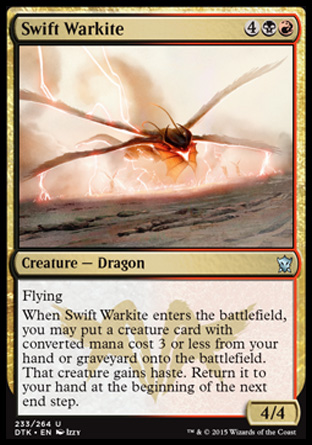 Swift Warkite 4
Creature — Dragon
Flying
When Swift Warkite enters the battlefield,
you may put a creature card with
converted mana cost 3 or less from your
hand or graveyard onto the battlefield.
That creature gains haste. Return it to
your hand at the beginning of the next
end step.
4/4
233/264 U
DTK • EN Izzy
™ & © 2015 Wizards of the Coast